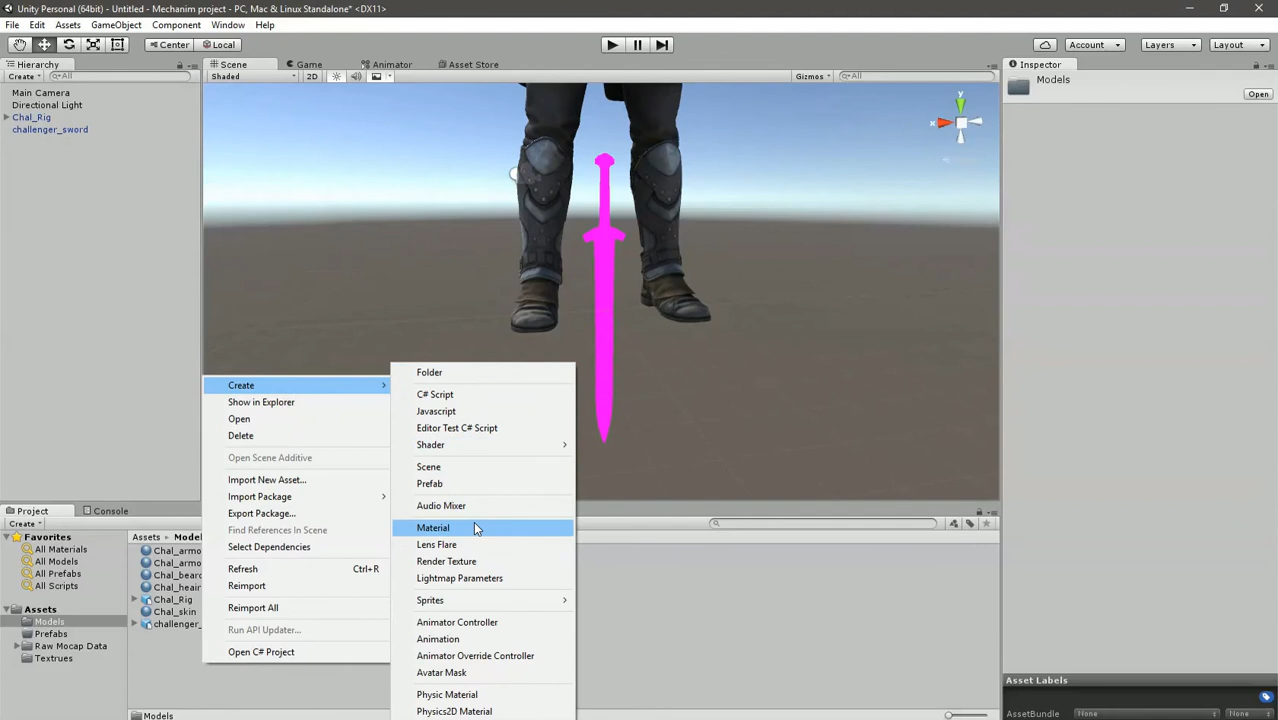 Unity Personal (64bit) - Untitled - Mechanim project - PC, Mac & Linux Standalone* <DX11>
File Edit Assets GameObject Component Window Help
Center Local Account Layers Layout
Hierarchy Scene Game Animator Asset Store Inspector
Create All Shaded 2D Gizmos All Models
Open
Main Camera
Directional Light
Chal_Rig
challenger_sword
y
x
Create
Show in Explorer
Open
Delete
Open Scene Additive
Import New Asset...
Import Package
Export Package...
Find References In Scene
Select Dependencies
Refresh Ctrl+R
Reimport
Reimport All
Run API Updater...
Open C# Project
Folder
C# Script
Javascript
Editor Test C# Script
Shader
Scene
Prefab
Audio Mixer
Material
Lens Flare
Render Texture
Lightmap Parameters
Sprites
Animator Controller
Animation
Animator Override Controller
Avatar Mask
Physic Material
Physics2D Material
Project Console
Create
Favorites
All Materials
All Models
All Prefabs
All Scripts
Assets
Models
Prefabs
Raw Mocap Data
Textrues
Assets Model
Chal_armo
Chal_armo
Chal_beard
Chal_heair
Chal_Rig
Chal_skin
challenger_
Models
Asset Labels
AssetBundle None None